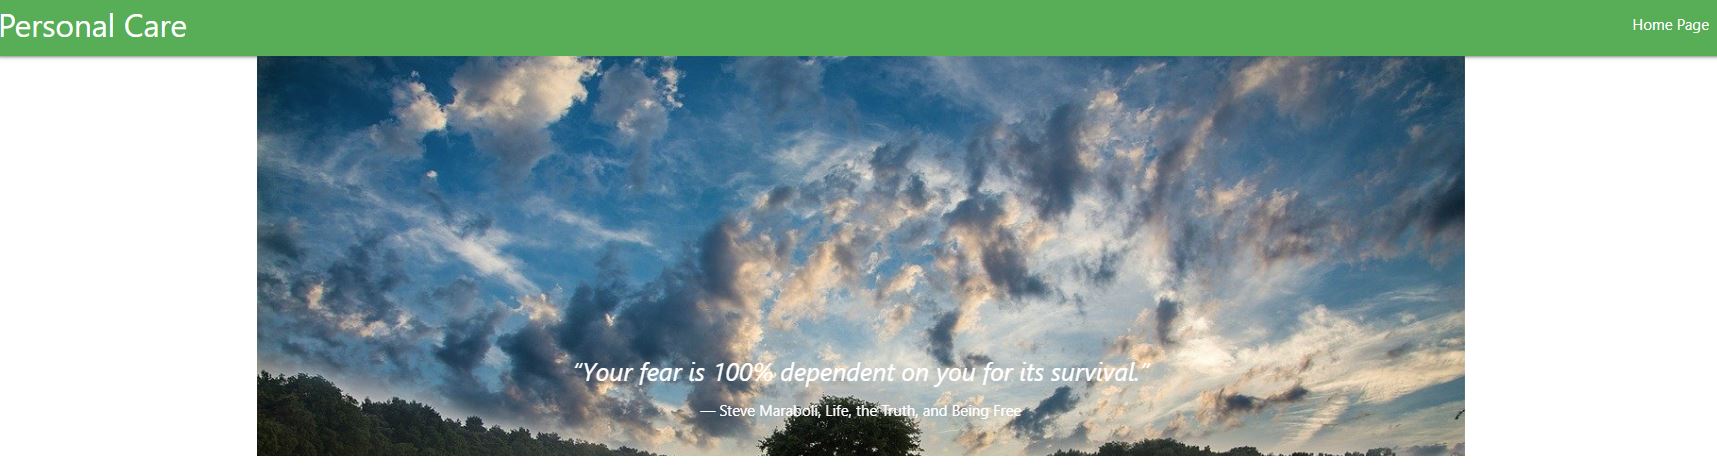 Personal Care
Home Page
“Your fear is 100% dependent on you for its survival.”
— Steve Maraboli, Life, the Truth, and Being Free